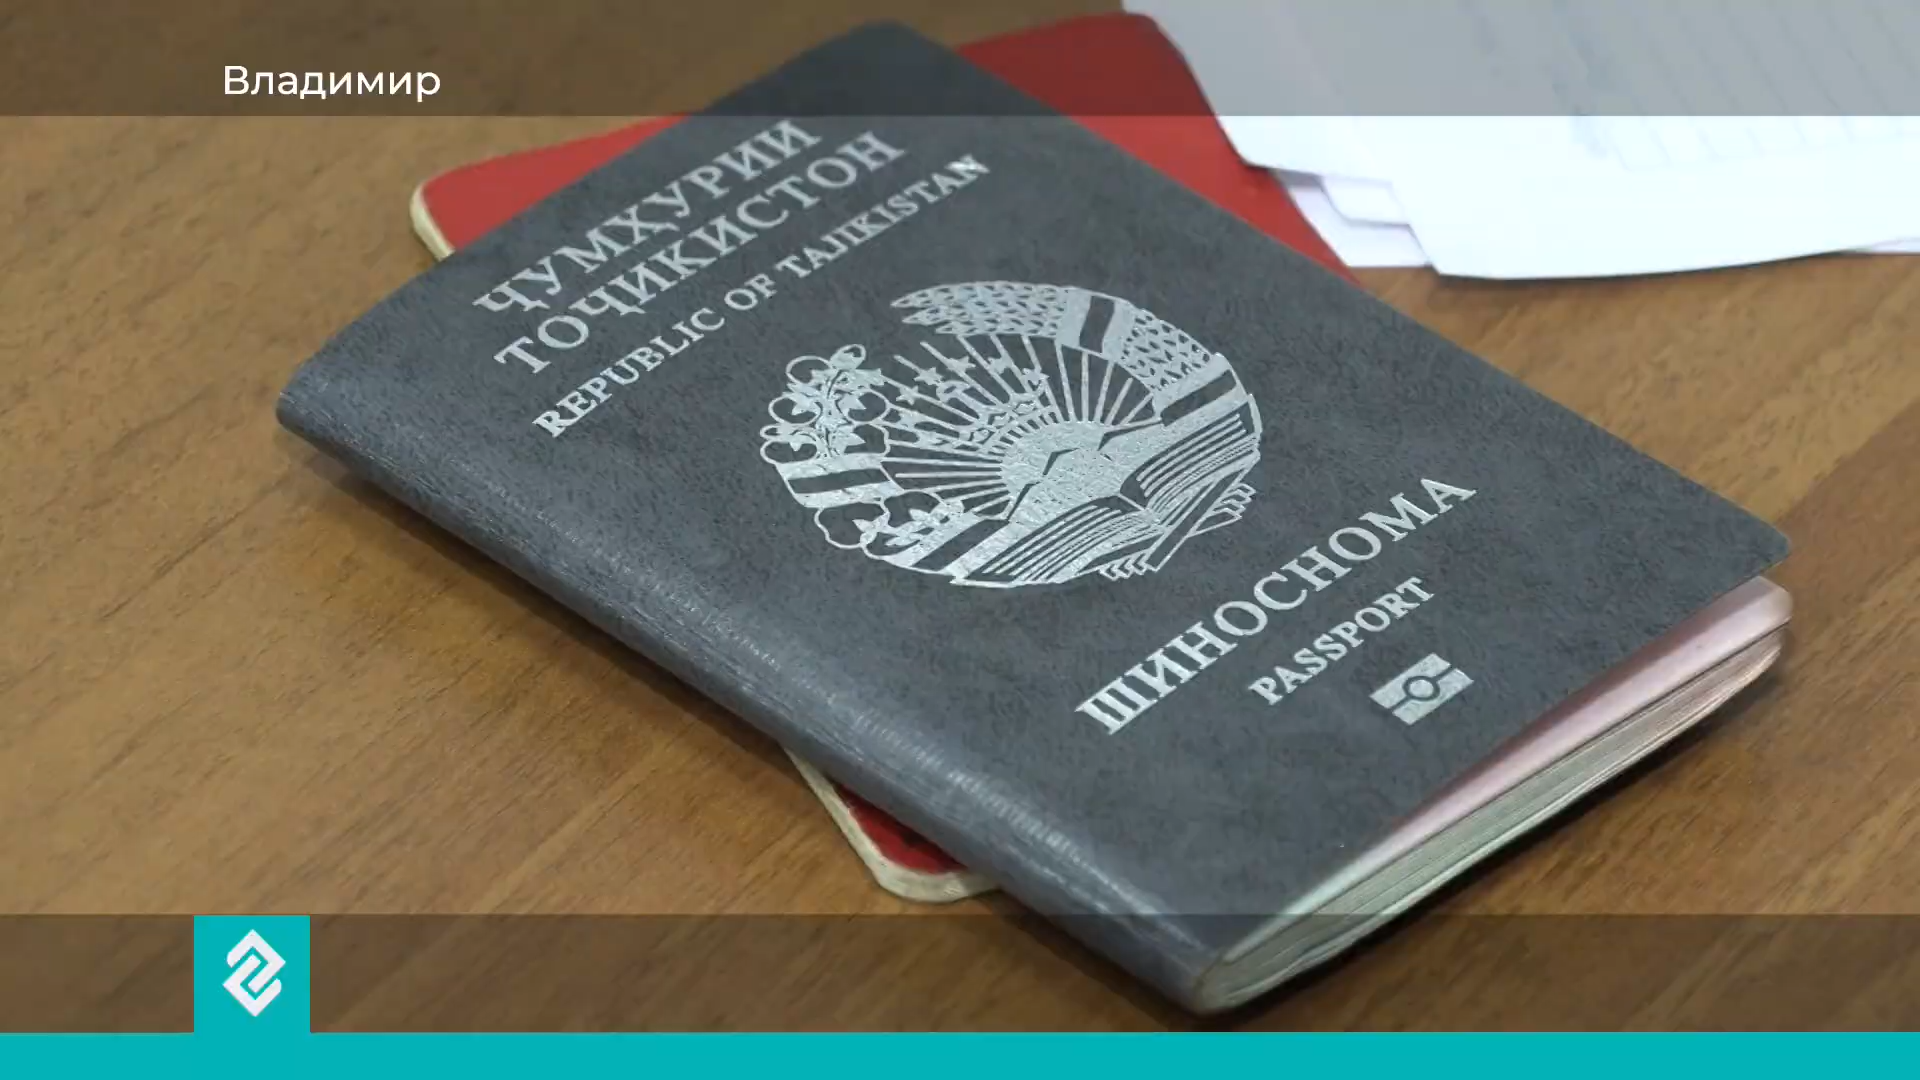 Владимир
ҶУМҲУРИИ
ТОҶИКИСТОН
REPUBLIC OF TAJIKISTAN
ШИНОСНОМА
PASSPORT